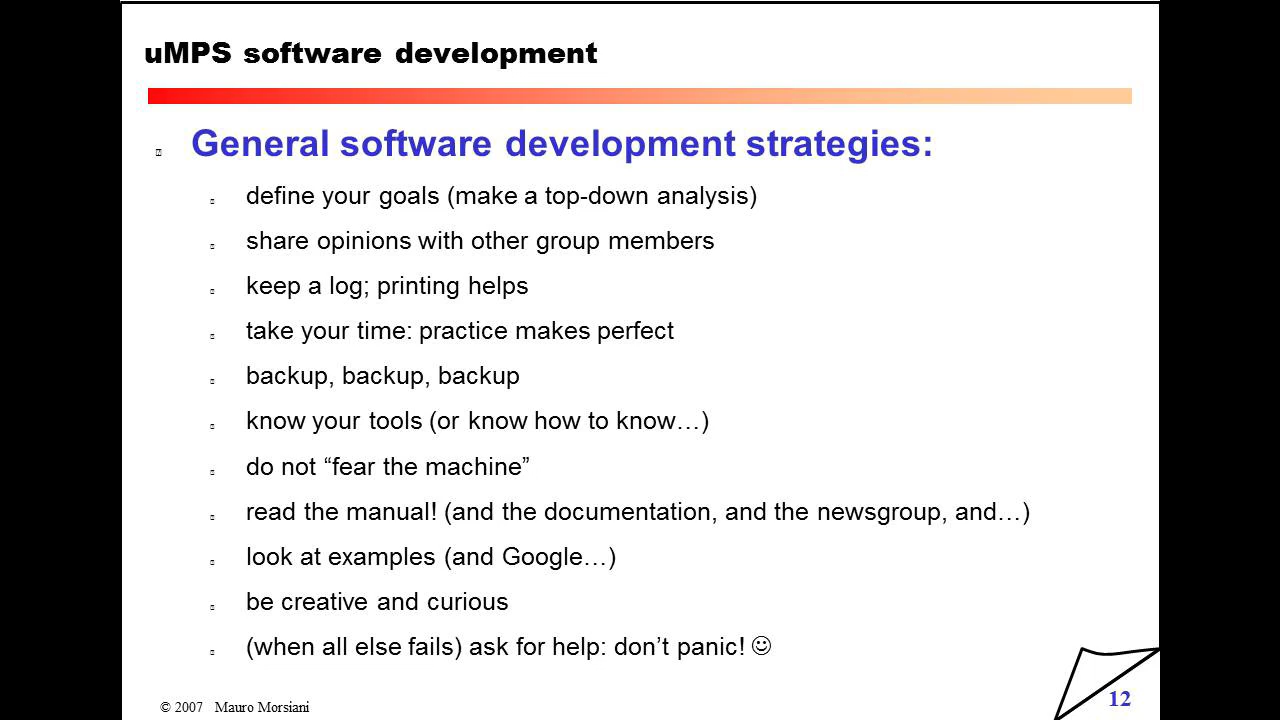 uMPS software development
General software development strategies:
define your goals (make a top-down analysis)
share opinions with other group members
keep a log; printing helps
take your time: practice makes perfect
backup, backup, backup
know your tools (or know how to know…)
do not “fear the machine”
read the manual! (and the documentation, and the newsgroup, and…)
look at examples (and Google…)
be creative and curious
(when all else fails) ask for help: don’t panic! ☺
© 2007 Mauro Morsiani
12